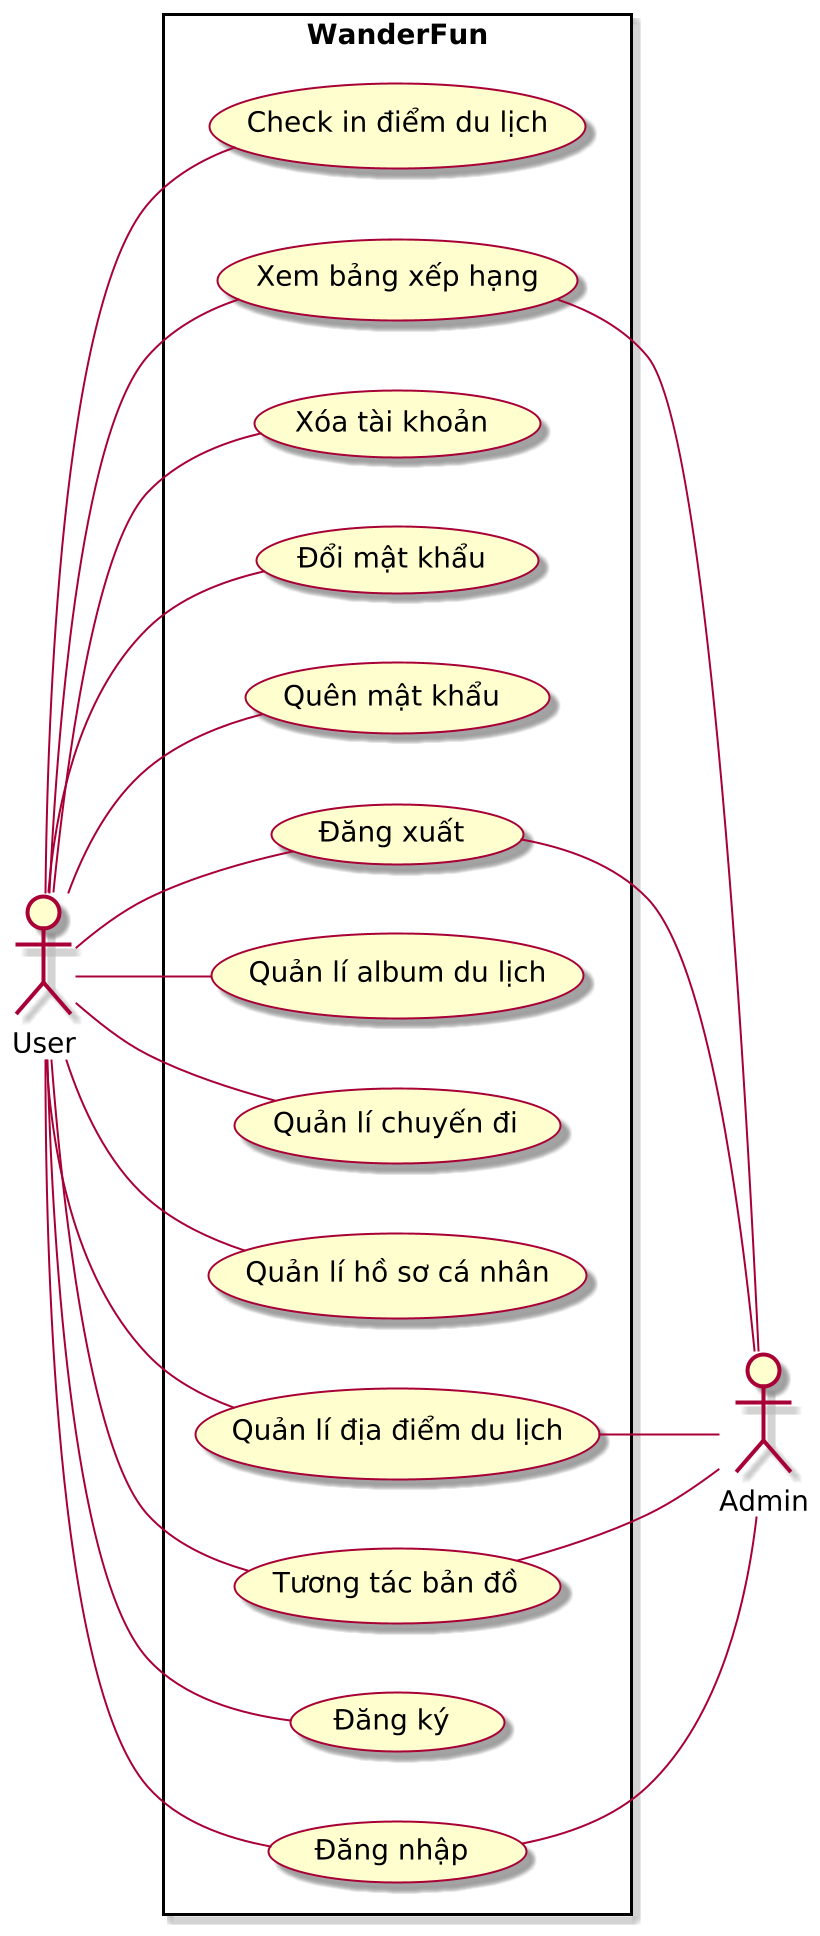 WanderFun
Check in điểm du lịch
Xem bảng xếp hạng
Xóa tài khoản
Đổi mật khẩu
Quên mật khẩu
Đăng xuất
Quản lí album du lịch
User
Quản lí chuyến đi
Quản lí hồ sơ cá nhân
Quản lí địa điểm du lịch
Admin
Tương tác bản đồ
Đăng ký
Đăng nhập